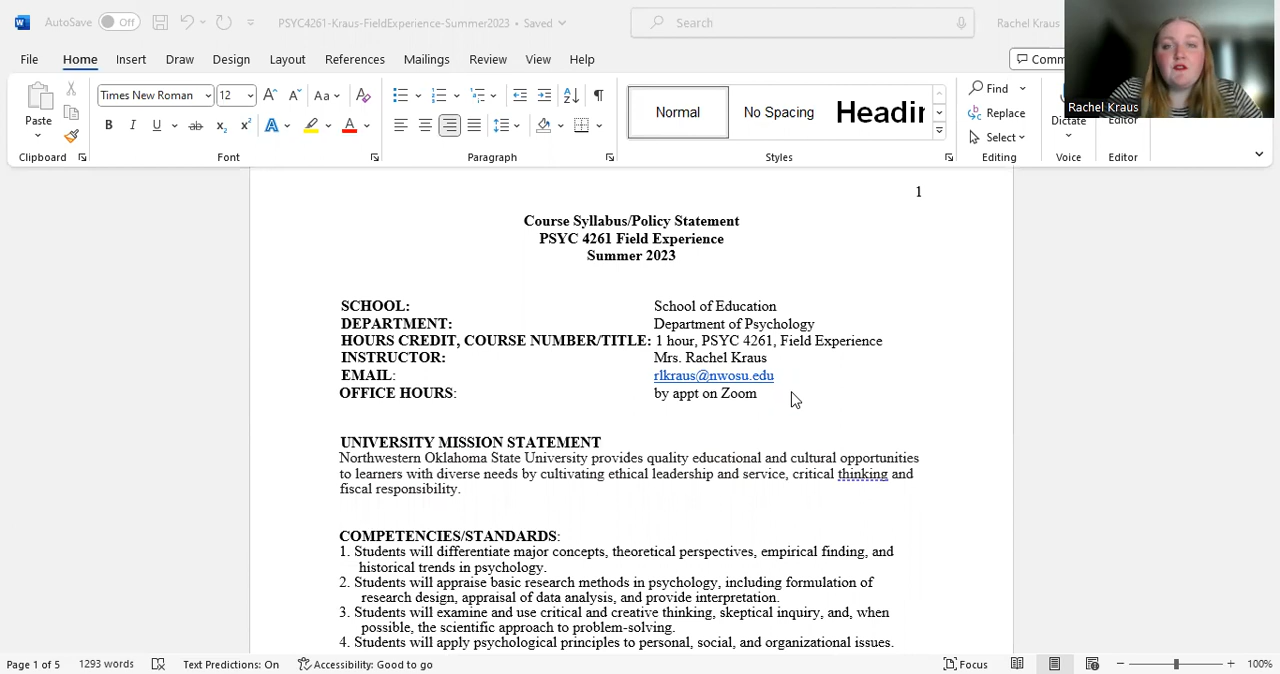 AutoSave Off PSYC4261-Kraus-FieldExperience-Summer2023 • Saved Search Rachel Kraus
File Home Insert Draw Design Layout References Mailings Review View Help Comm
Rachel Kraus
Paste Times New Roman 12 Aa Normal No Spacing Heading Find
B I U ab x₂ x² A A Replace Dictate Editor
Select
Clipboard Font Paragraph Styles Editing Voice Editor
1
Course Syllabus/Policy Statement
PSYC 4261 Field Experience
Summer 2023
SCHOOL: School of Education
DEPARTMENT: Department of Psychology
HOURS CREDIT, COURSE NUMBER/TITLE: 1 hour, PSYC 4261, Field Experience
INSTRUCTOR: Mrs. Rachel Kraus
EMAIL: rlkraus@nwosu.edu
OFFICE HOURS: by appt on Zoom
UNIVERSITY MISSION STATEMENT
Northwestern Oklahoma State University provides quality educational and cultural opportunities
to learners with diverse needs by cultivating ethical leadership and service, critical thinking and
fiscal responsibility.
COMPETENCIES/STANDARDS:
1. Students will differentiate major concepts, theoretical perspectives, empirical finding, and
historical trends in psychology.
2. Students will appraise basic research methods in psychology, including formulation of
research design, appraisal of data analysis, and provide interpretation.
3. Students will examine and use critical and creative thinking, skeptical inquiry, and, when
possible, the scientific approach to problem-solving.
4. Students will apply psychological principles to personal, social, and organizational issues.
Page 1 of 5 1293 words Text Predictions: On Accessibility: Good to go Focus 100%